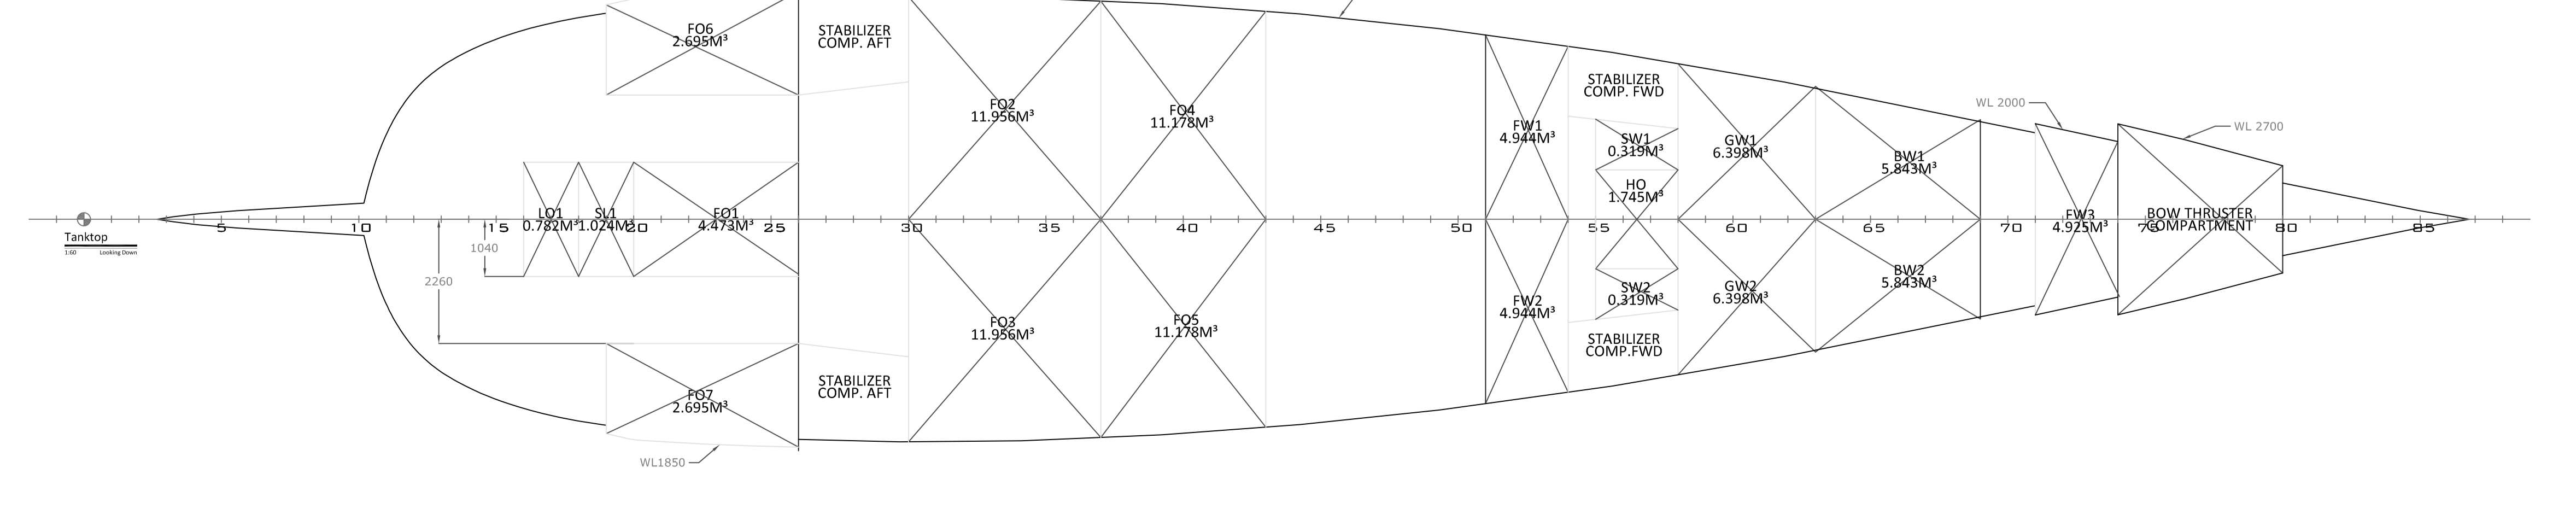 FO6
2.695M³
STABILIZER
COMP. AFT
FO2
11.956M³
FO4
11.178M³
STABILIZER
COMP. FWD
WL 2000
WL 2700
FW1
4.944M³
SW1
0.319M³
GW1
6.398M³
BW1
5.843M³
HO
1.745M³
LO1
0.782M³
SL1
1.024M³
FO1
4.473M³
FW3
4.925M³
BOW THRUSTER
COMPARTMENT
5 10 15 20 25 30 35 40 45 50 55 60 65 70 75 80 85
Tanktop
1:60 Looking Down
1040
2260
FO3
11.956M³
FO5
11.178M³
FW2
4.944M³
SW2
0.319M³
GW2
6.398M³
BW2
5.843M³
STABILIZER
COMP.FWD
FO7
2.695M³
STABILIZER
COMP. AFT
WL1850